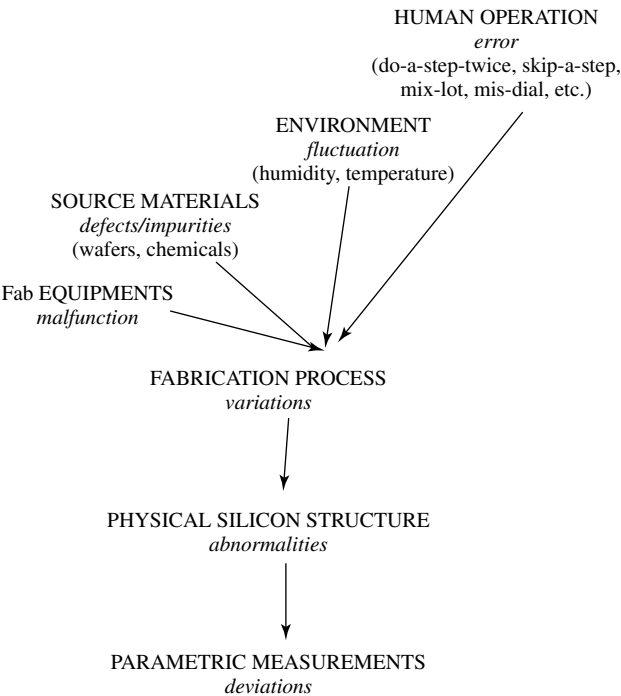 HUMAN OPERATION
error
(do-a-step-twice, skip-a-step,
mix-lot, mis-dial, etc.)
ENVIRONMENT
fluctuation
(humidity, temperature)
SOURCE MATERIALS
defects/impurities
(wafers, chemicals)
Fab EQUIPMENTS
malfunction
FABRICATION PROCESS
variations
PHYSICAL SILICON STRUCTURE
abnormalities
PARAMETRIC MEASUREMENTS
deviations